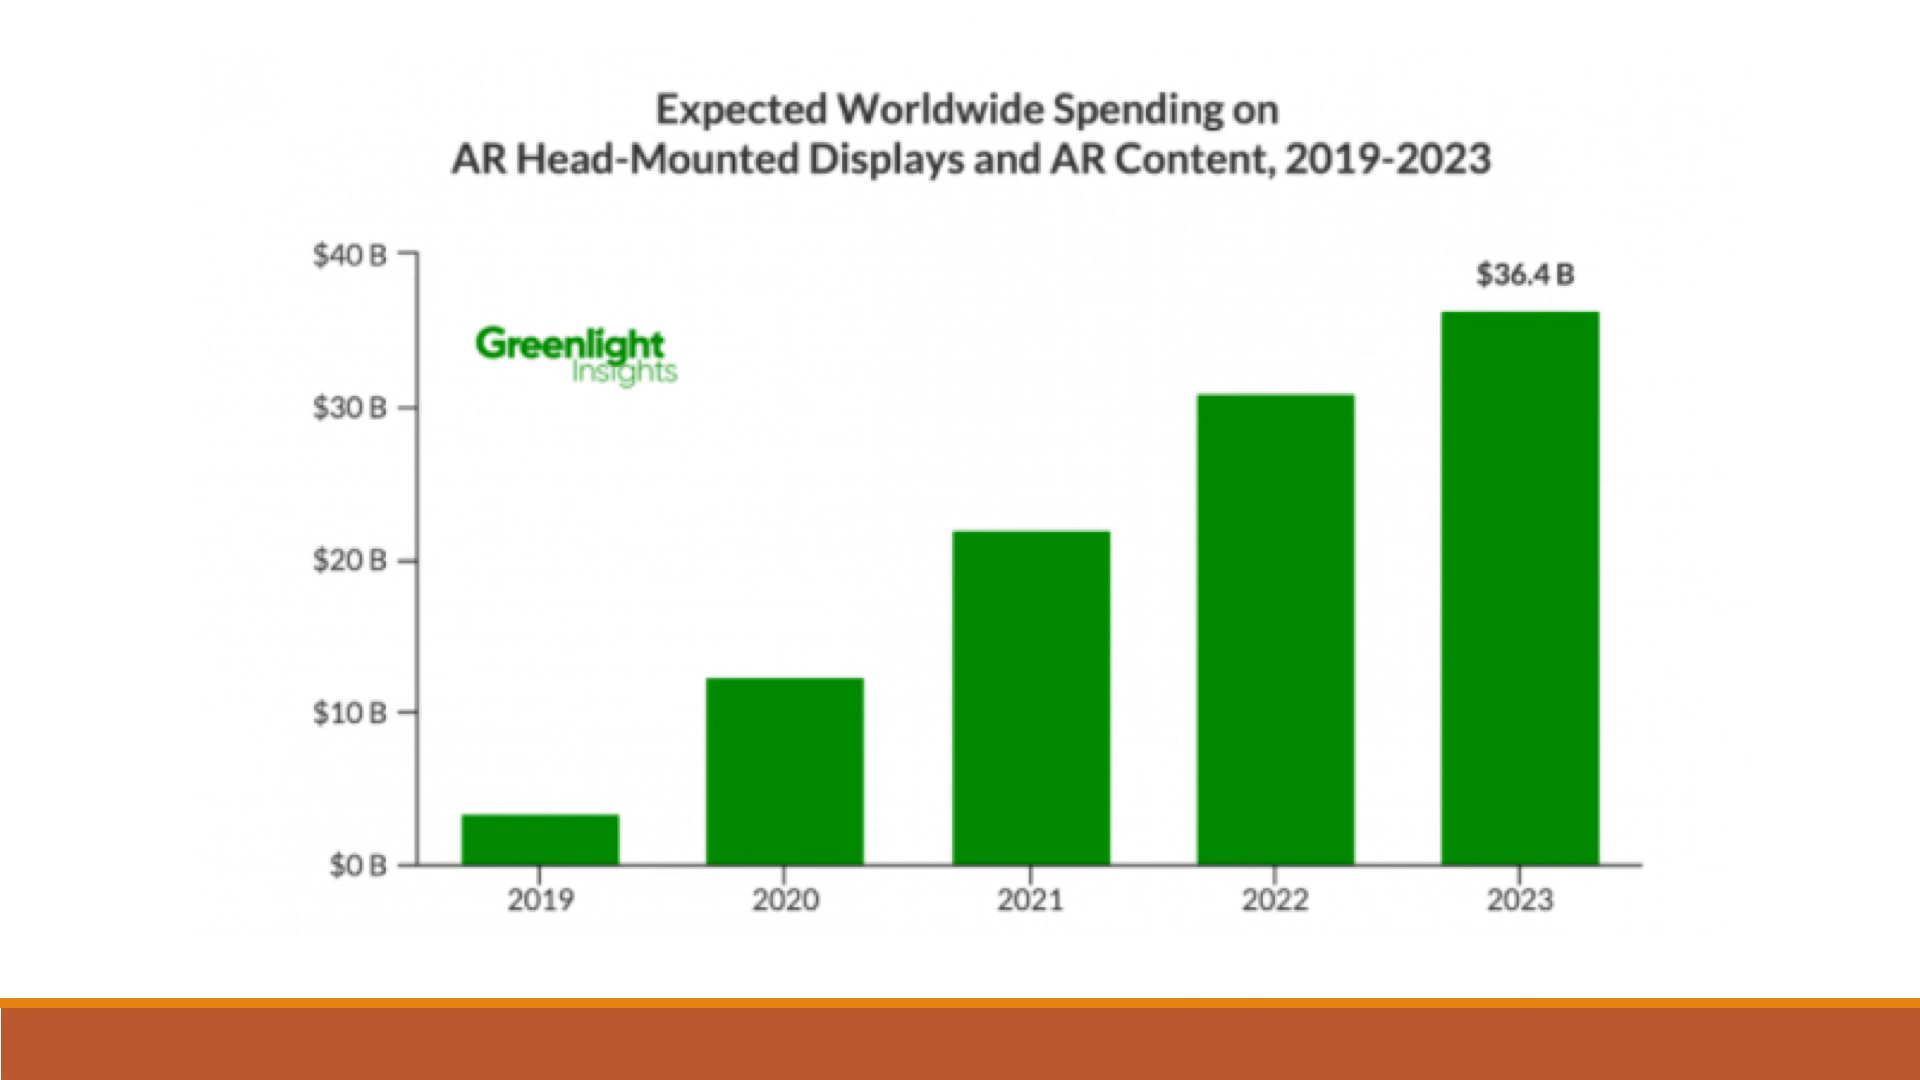 Expected Worldwide Spending on
AR Head-Mounted Displays and AR Content, 2019-2023
$40 B
$36.4 B
Greenlight
Insights
$30 B
$20 B
$10 B
$0 B
2019 2020 2021 2022 2023